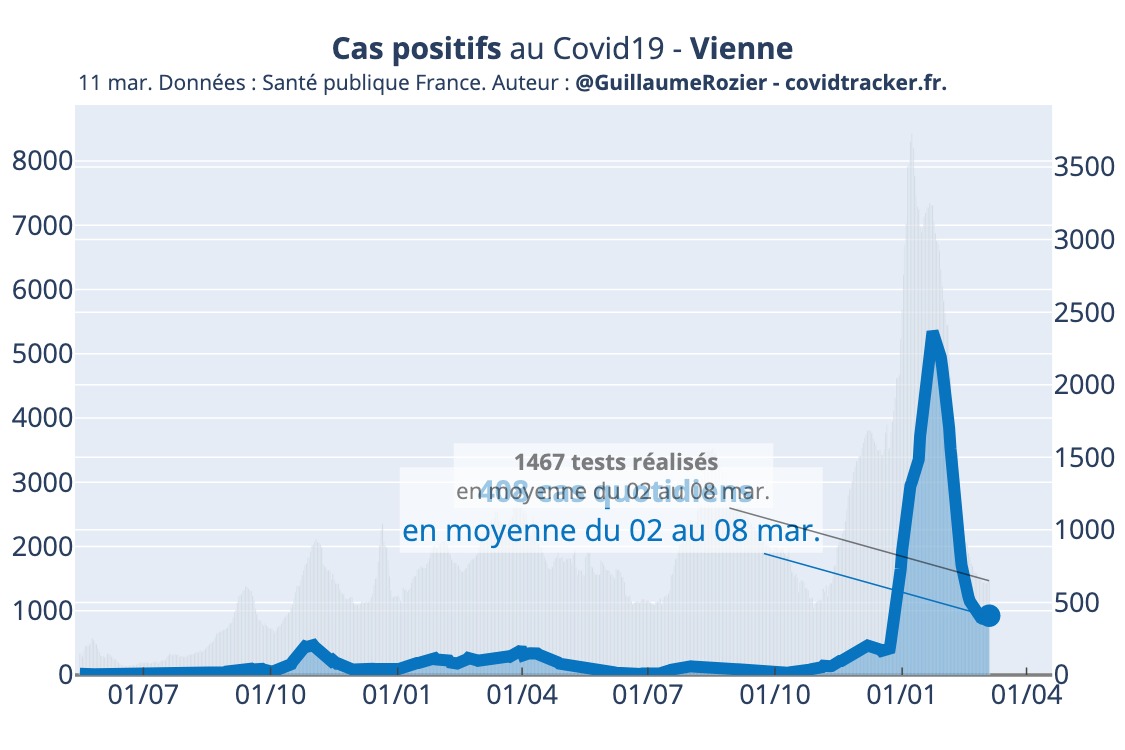 Cas positifs au Covid19 - Vienne
11 mar. Données : Santé publique France. Auteur : @GuillaumeRozier - covidtracker.fr.
8000
7000
6000
5000
4000
3000
2000
1000
0
3500
3000
2500
2000
1500
1000
500
0
1467 tests réalisés
en moyenne du 02 au 08 mar.
408 cas quotidiens
en moyenne du 02 au 08 mar.
01/07 01/10 01/01 01/04 01/07 01/10 01/01 01/04